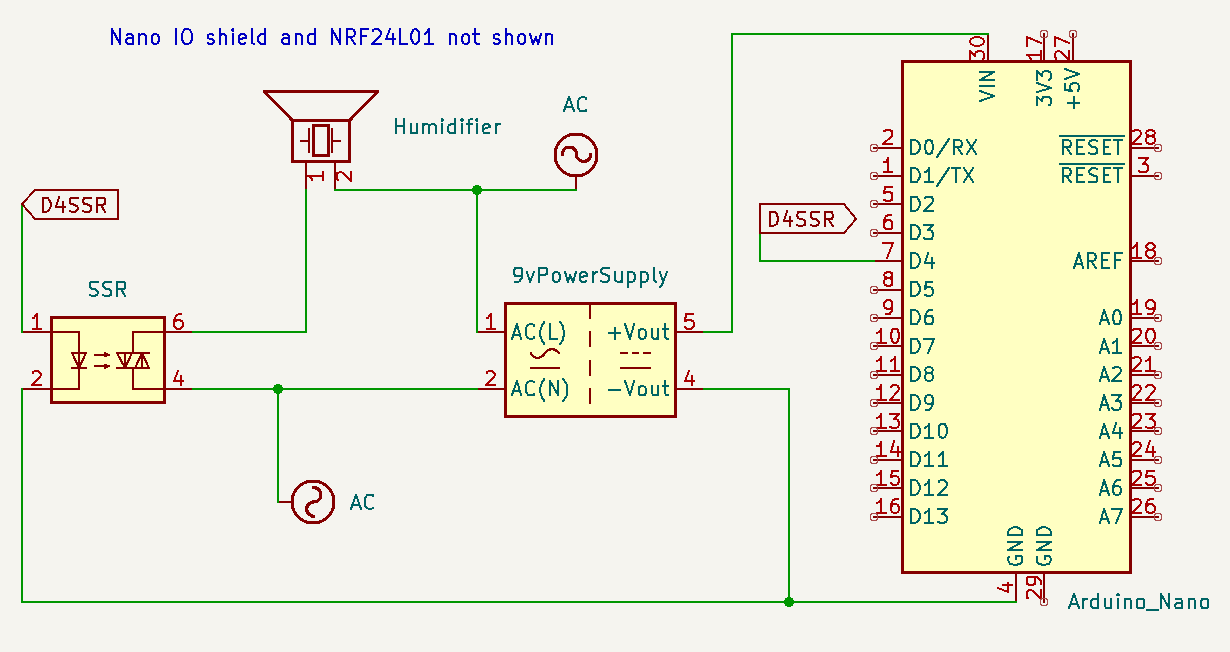 Nano IO shield and NRF24L01 not shown
Humidifier
1 2
AC
D4SSR
SSR
1 6
2 4
AC
9vPowerSupply
1 AC(L) +Vout 5
2 AC(N) -Vout 4
D4SSR
30 17 27
VIN 3V3 +5V
2 D0/RX RESET 28
1 D1/TX RESET 3
5 D2
6 D3
7 D4 AREF 18
8 D5
9 D6 A0 19
10 D7 A1 20
11 D8 A2 21
12 D9 A3 22
13 D10 A4 23
14 D11 A5 24
15 D12 A6 25
16 D13 A7 26
GND GND
4 29
Arduino_Nano